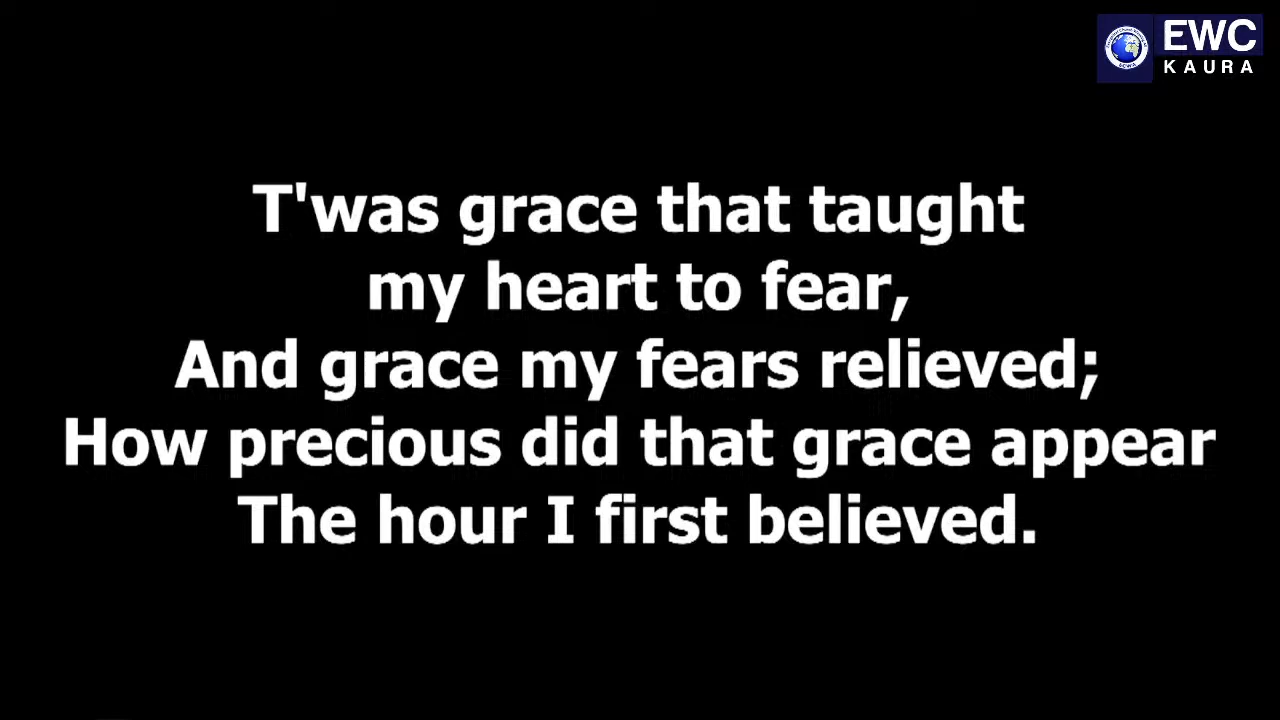 EWC
KAURA
T'was grace that taught
my heart to fear,
And grace my fears relieved;
How precious did that grace appear
The hour I first believed.